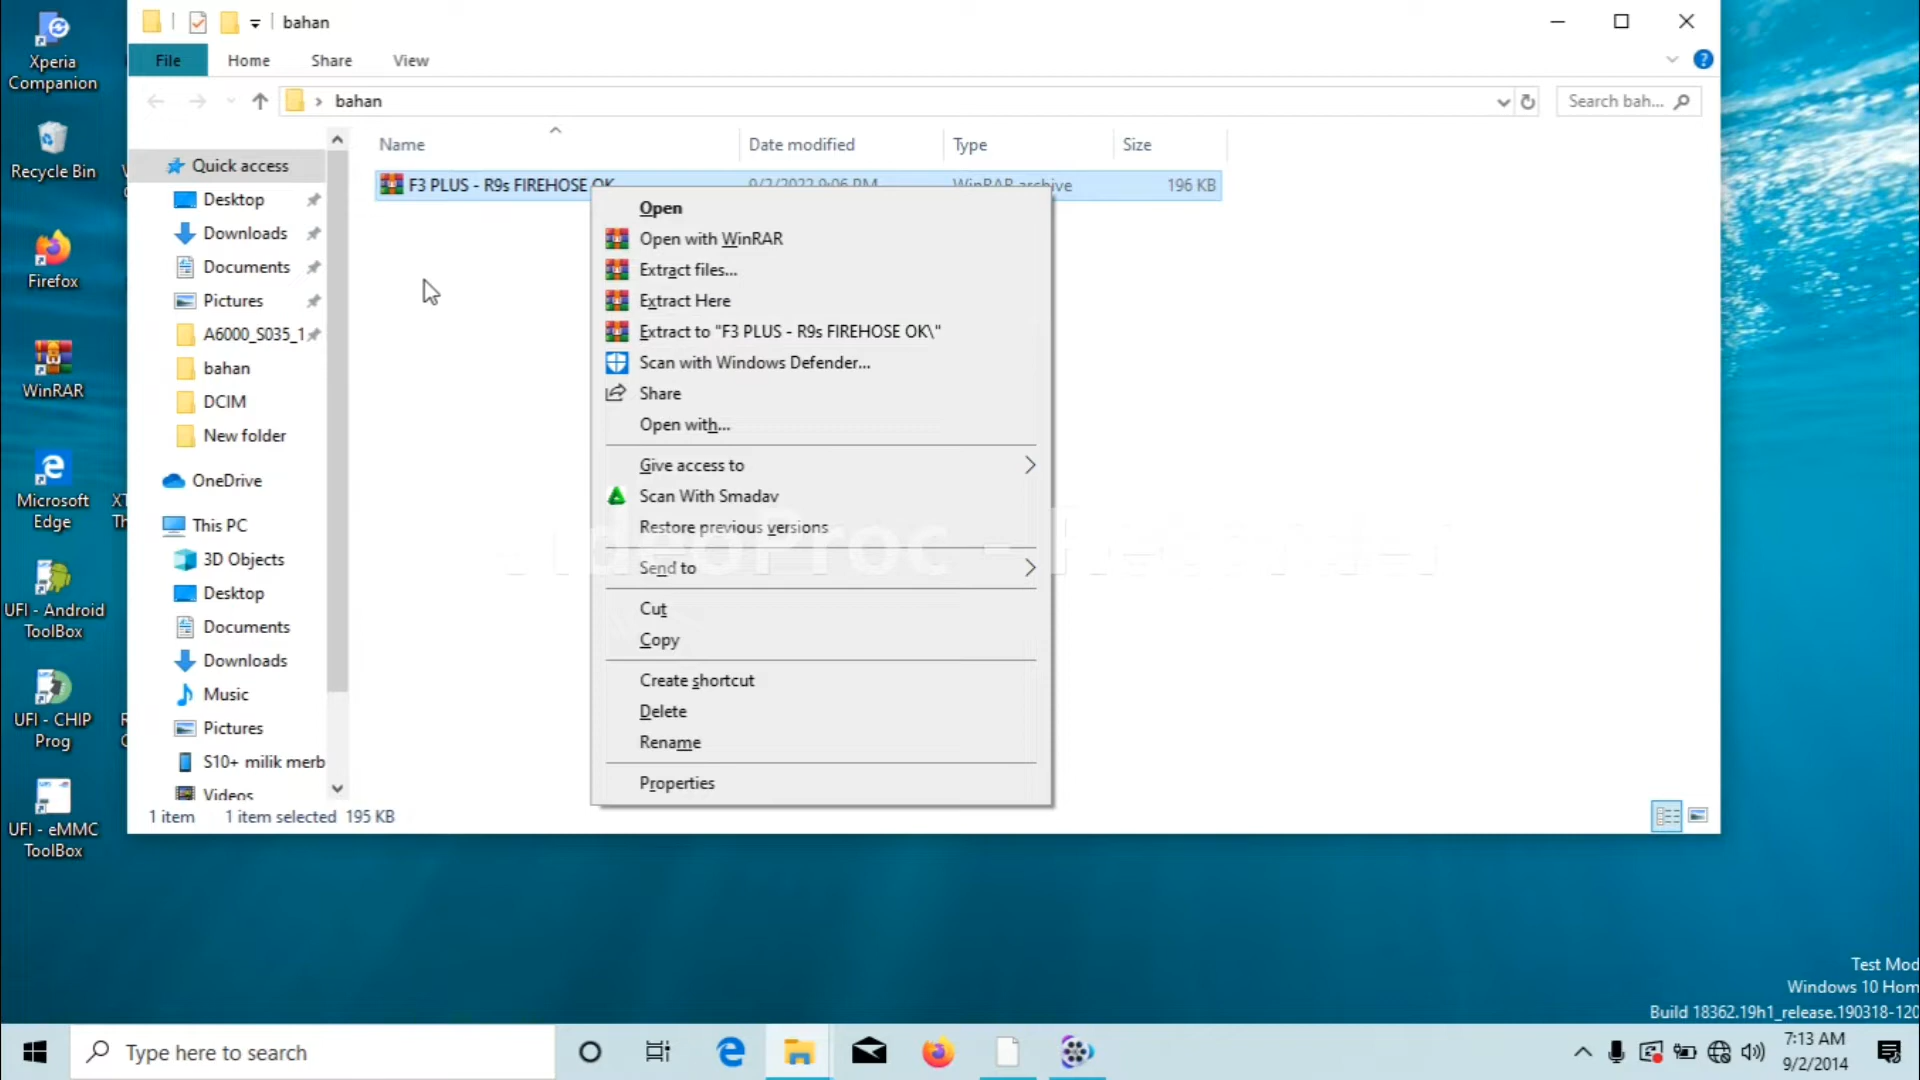 bahan
File Home Share View
bahan
Search bah...
Name Date modified Type Size
F3 PLUS - R9s FIREHOSE OK 9/2/2022 9:06 PM WinRAR archive 196 KB
Quick access
Desktop
Downloads
Documents
Pictures
A6000_S035_1
bahan
DCIM
New folder
OneDrive
This PC
3D Objects
Desktop
Documents
Downloads
Music
Pictures
S10+ milik merb
Videos
1 item 1 item selected 195 KB
Open
Open with WinRAR
Extract files...
Extract Here
Extract to "F3 PLUS - R9s FIREHOSE OK\"
Scan with Windows Defender...
Share
Open with...
Give access to
Scan With Smadav
Restore previous versions
Send to
Cut
Copy
Create shortcut
Delete
Rename
Properties
VideoProc - Recorder
Xperia
Companion
Recycle Bin
Firefox
WinRAR
Microsoft
Edge
XT
Th
UFI - Android
ToolBox
UFI - CHIP
Prog
UFI - eMMC
ToolBox
Test Mod
Windows 10 Hom
Build 18362.19h1_release.190318-120
Type here to search
7:13 AM
9/2/2014